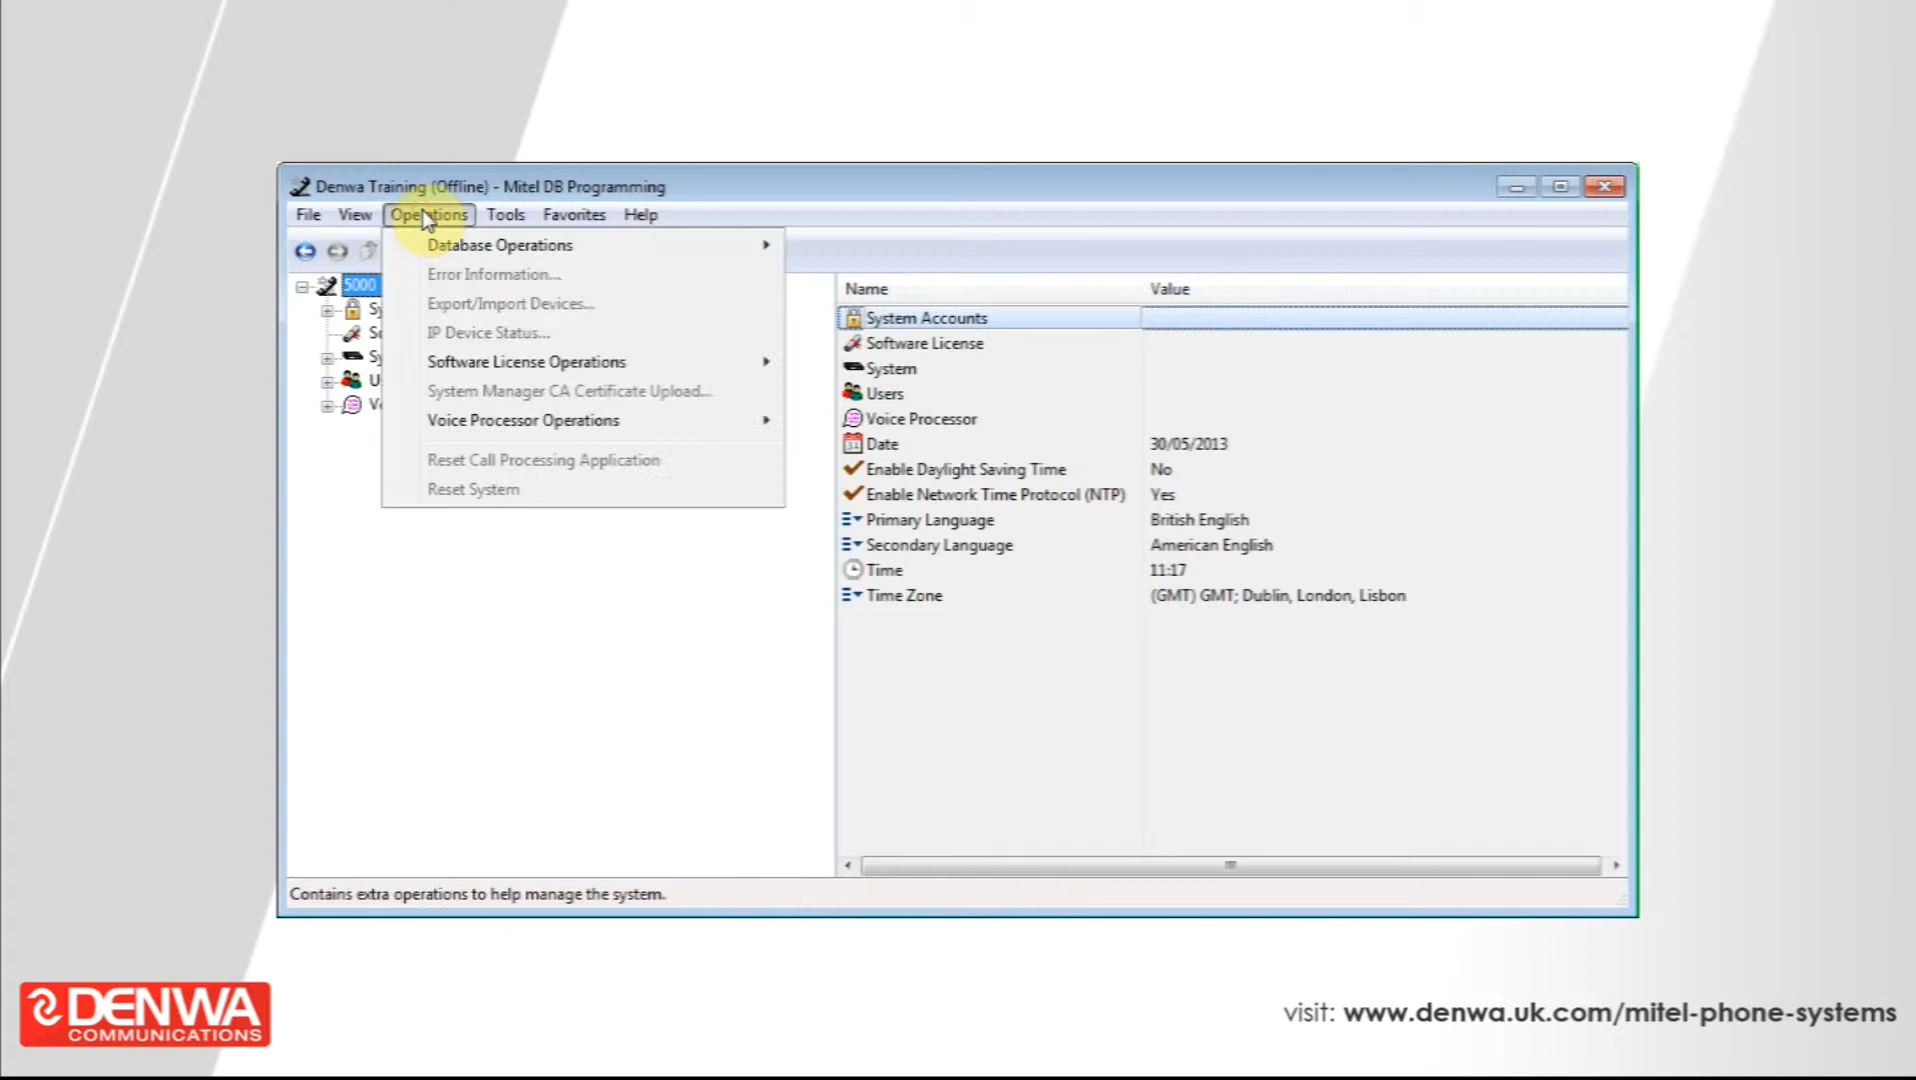 Denwa Training (Offline) - Mitel DB Programming
File View Operations Tools Favorites Help
Database Operations
Error Information...
Export/Import Devices...
IP Device Status...
Software License Operations
System Manager CA Certificate Upload...
Voice Processor Operations
Reset Call Processing Application
Reset System
5000
Sy
So
Sy
U
Vo
Name Value
System Accounts
Software License
System
Users
Voice Processor
Date 30/05/2013
Enable Daylight Saving Time No
Enable Network Time Protocol (NTP) Yes
Primary Language British English
Secondary Language American English
Time 11:17
Time Zone (GMT) GMT; Dublin, London, Lisbon
Contains extra operations to help manage the system.
DENWA
COMMUNICATIONS
visit: www.denwa.uk.com/mitel-phone-systems